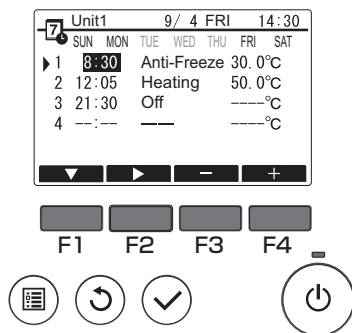 7 Unit1 9/ 4 FRI 14:30
SUN MON TUE WED THU FRI SAT
1 8:30 Anti-Freeze 30.0°C
2 12:05 Heating 50.0°C
3 21:30 Off ----°C
4 --:-- —— ----°C
▼ ▶ − +
F1 F2 F3 F4